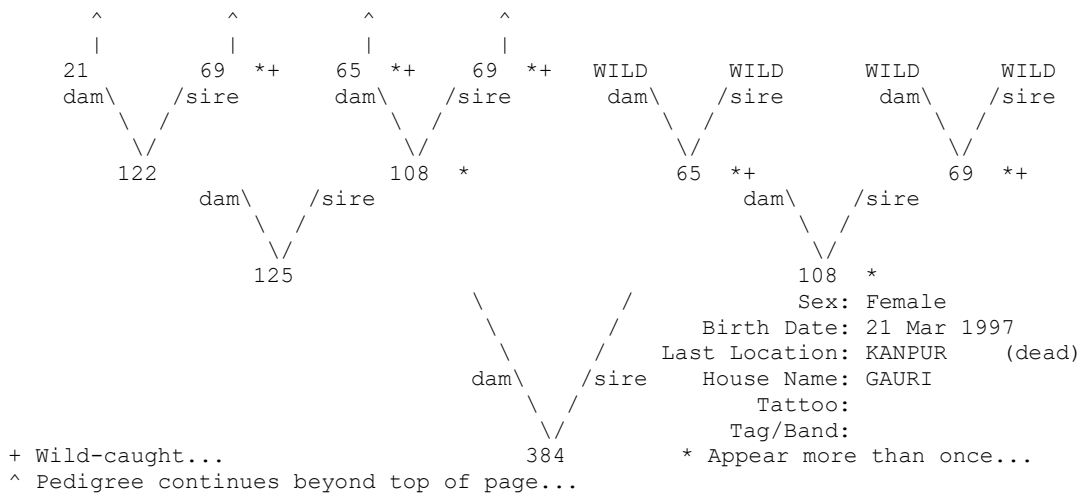 ^ ^ ^ ^
| | | |
21 69 *+ 65 *+ 69 *+ WILD WILD WILD WILD
dam\ /sire dam\ /sire dam\ /sire dam\ /sire
\ / \ / \ / \ /
\/ \/ \/ \/
122 108 * 65 *+ 69 *+
dam\ /sire dam\ /sire
\ / \ /
\/ \/
125 108 *
\ / Sex: Female
\ / Birth Date: 21 Mar 1997
\ / Last Location: KANPUR (dead)
dam\ /sire House Name: GAURI
\ / Tattoo:
\/ Tag/Band:
+ Wild-caught... 384 * Appear more than once...
^ Pedigree continues beyond top of page...